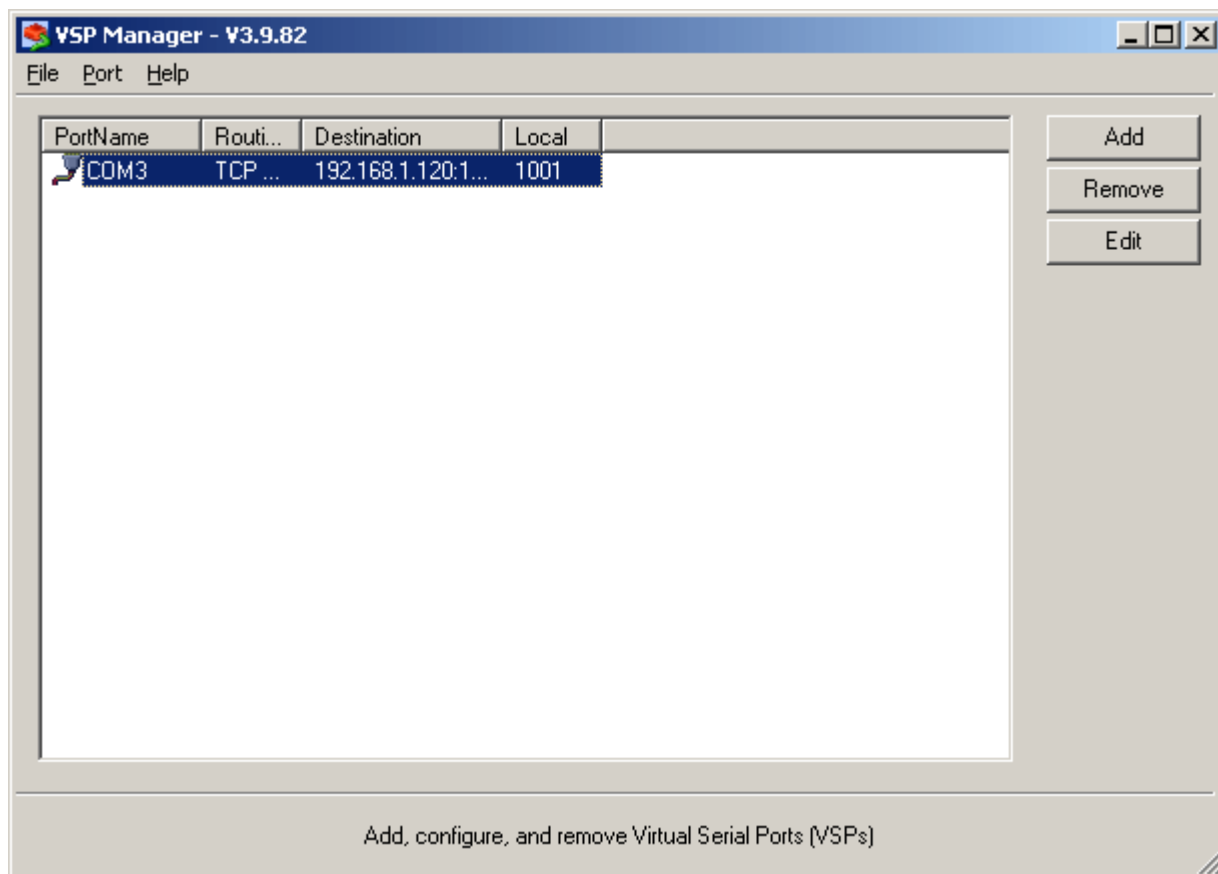 VSP Manager - V3.9.82
File Port Help
PortName Routi... Destination Local
COM3 TCP ... 192.168.1.120:1... 1001
Add
Remove
Edit
Add, configure, and remove Virtual Serial Ports (VSPs)